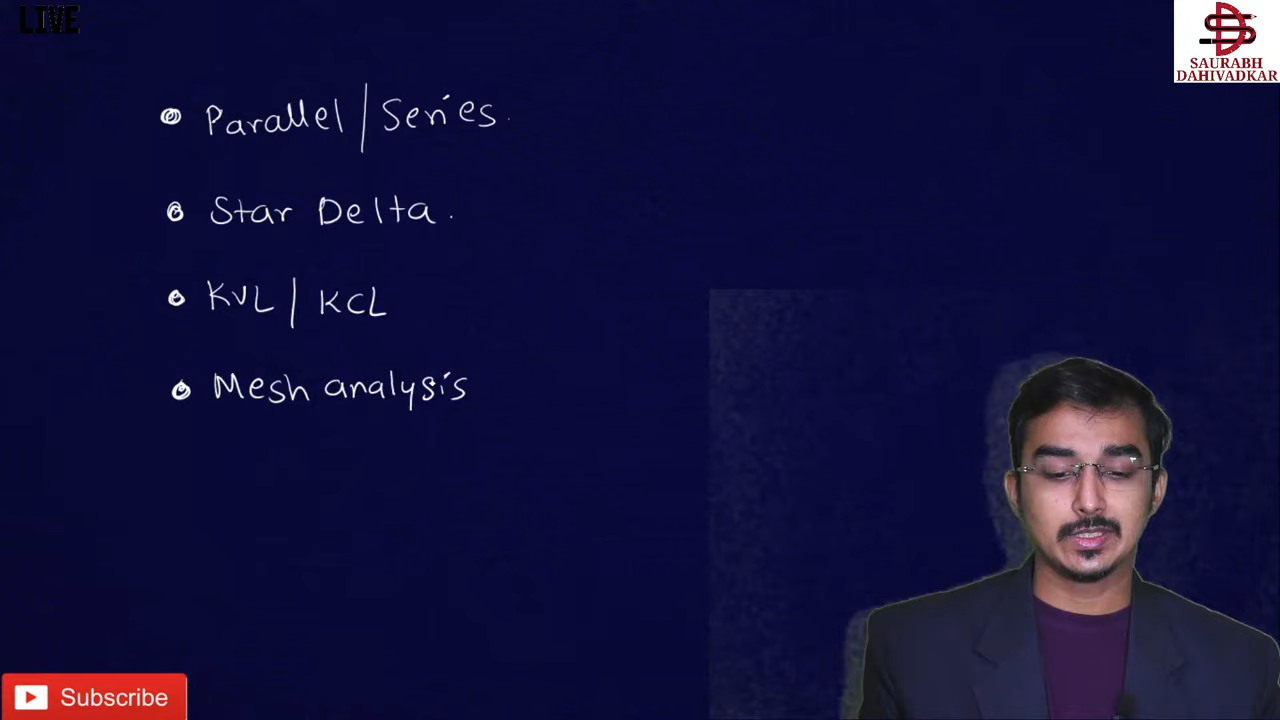 LIVE
SAURABH
DAHIVADKAR
Parallel / Series.
Star Delta.
KVL / KCL
Mesh analysis
Subscribe